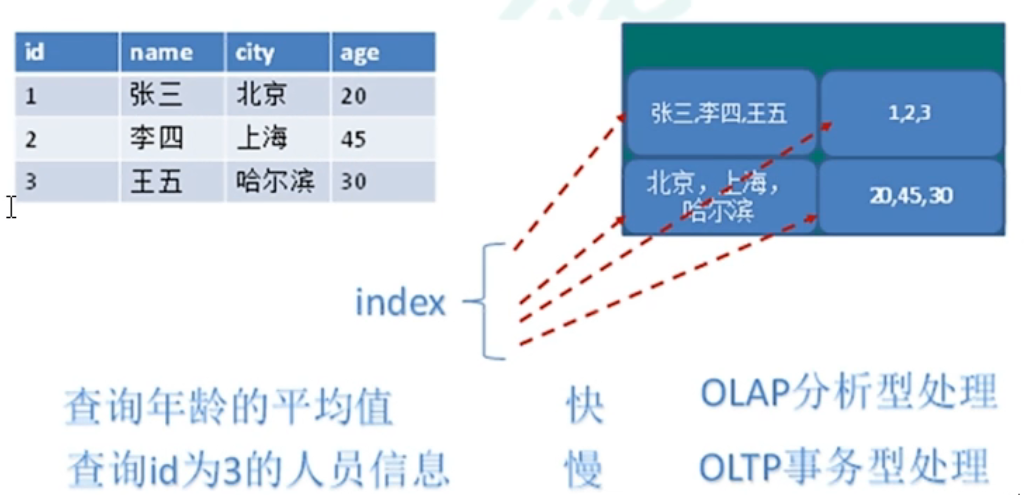 id name city age
1 张三 北京 20
2 李四 上海 45
3 王五 哈尔滨 30
张三,李四,王五
1,2,3
北京，上海，
哈尔滨
20,45,30
index
查询年龄的平均值 快 OLAP分析型处理
查询id为3的人员信息 慢 OLTP事务型处理